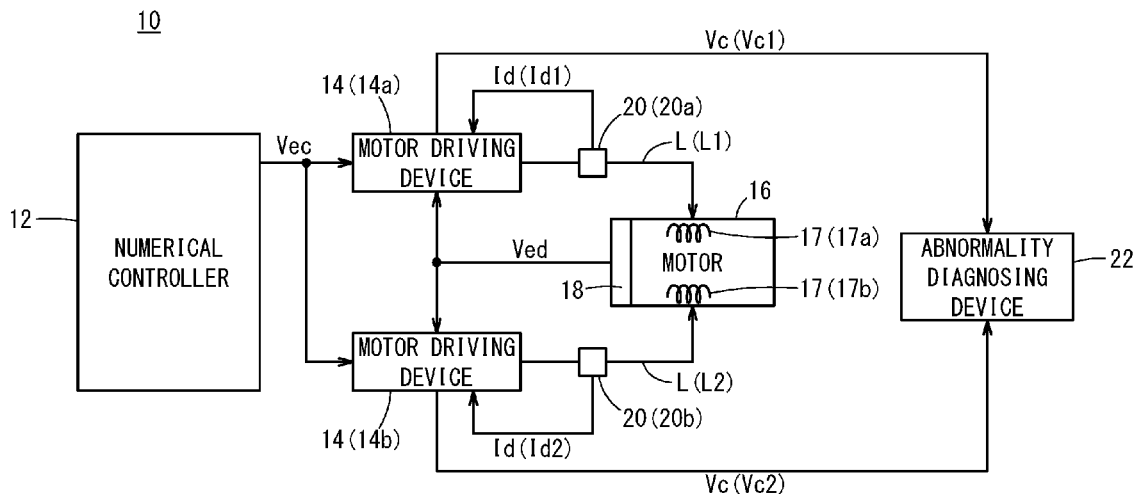 10
Vc(Vc1)
Id(Id1)
14(14a)
20(20a)
Vec
MOTOR DRIVING
DEVICE
L(L1)
16
12
NUMERICAL
CONTROLLER
17(17a)
Ved
MOTOR
18
17(17b)
ABNORMALITY
DIAGNOSING
DEVICE
22
MOTOR DRIVING
DEVICE
L(L2)
14(14b)
Id(Id2)
20(20b)
Vc(Vc2)